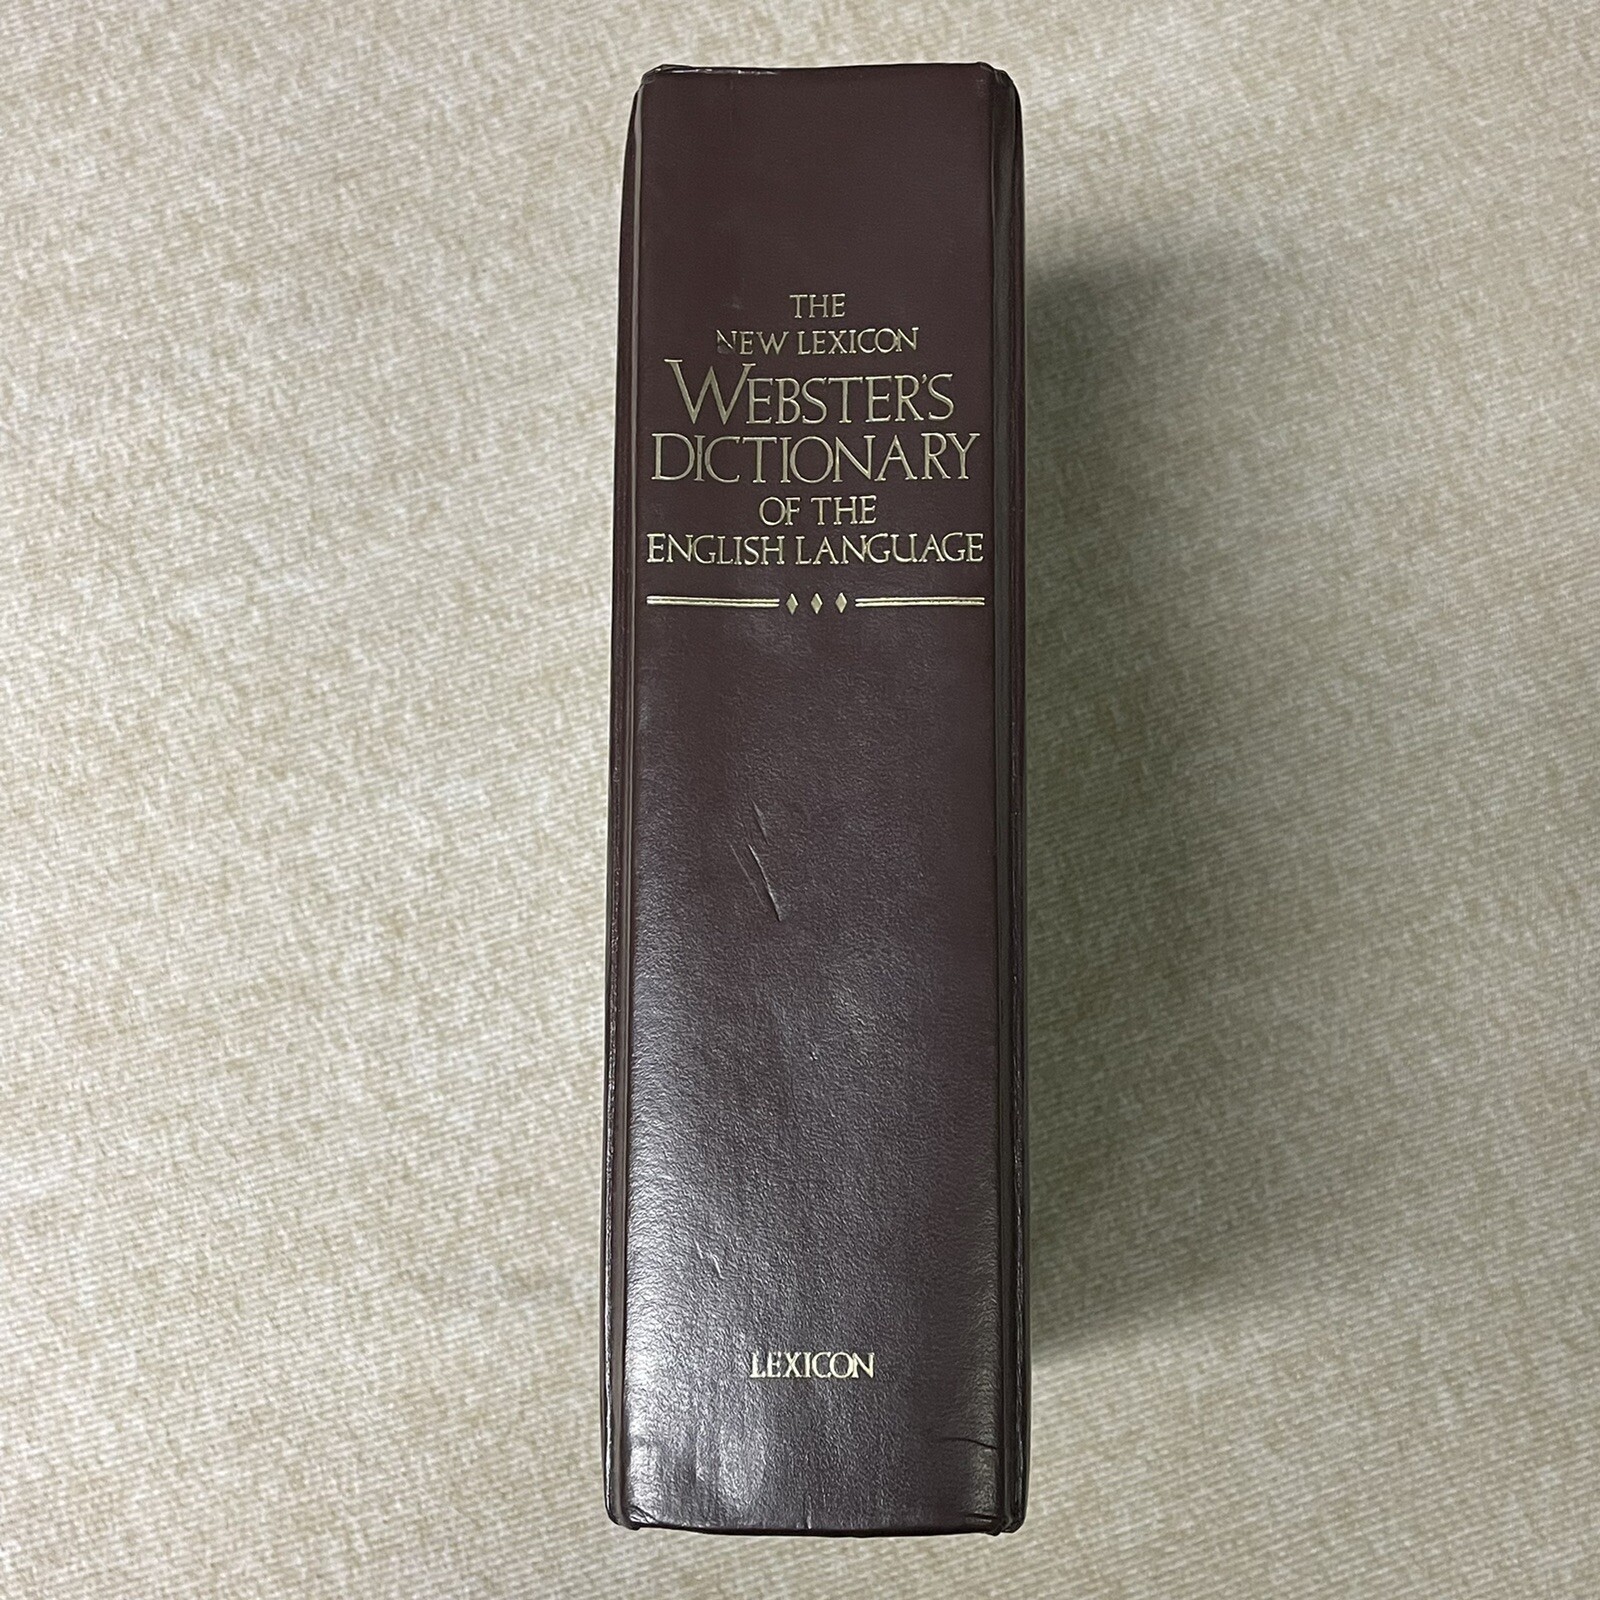 THE
NEW LEXICON
WEBSTER'S
DICTIONARY
OF THE
ENGLISH LANGUAGE
LEXICON